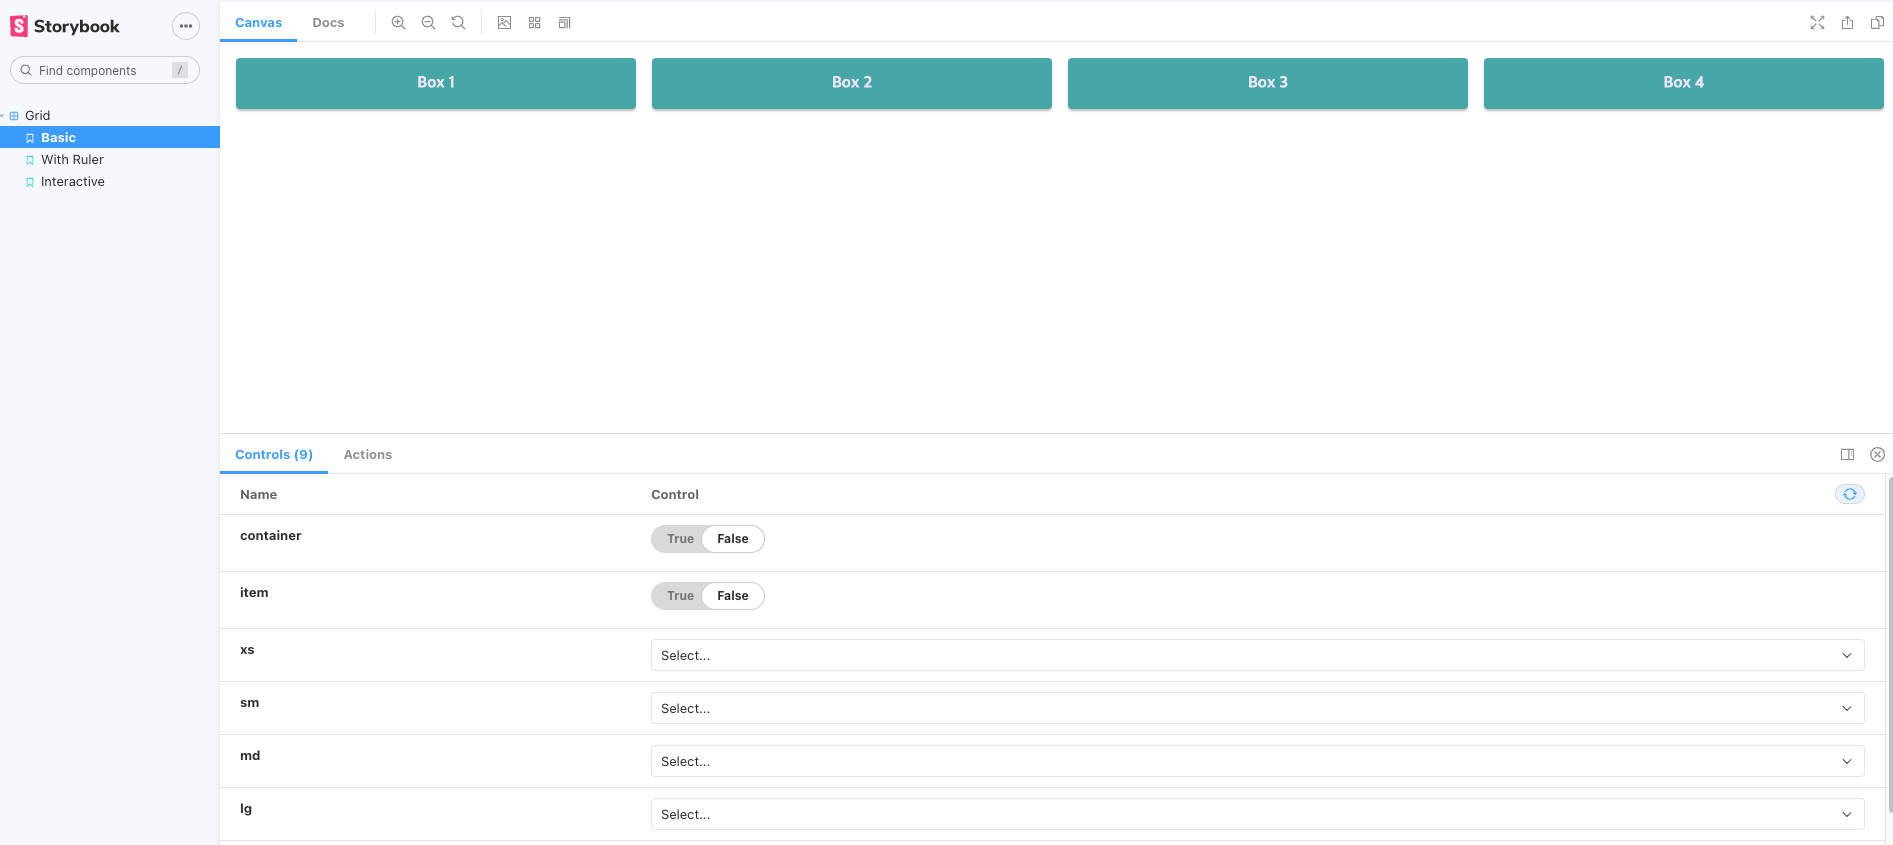 Storybook
Find components /
Grid
Basic
With Ruler
Interactive
Canvas Docs
Box 1 Box 2 Box 3 Box 4
Controls (9) Actions
Name Control
container True False
item True False
xs Select...
sm Select...
md Select...
lg Select...